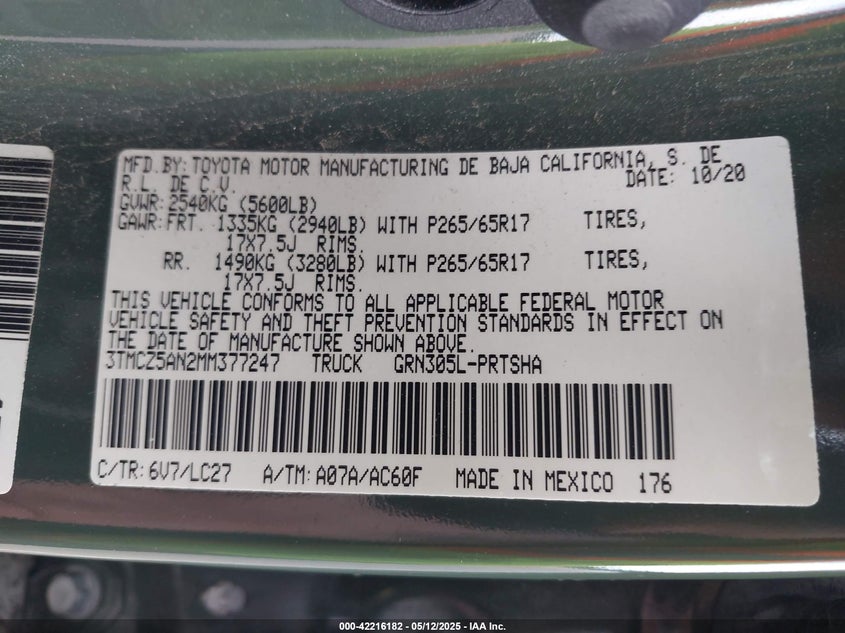 MFD.BY:TOYOTA MOTOR MANUFACTURING DE BAJA CALIFORNIA, S. DE
R.L. DE C.V. DATE: 10/20
GVWR:2540KG (5600LB)
GAWR:FRT. 1335KG (2940LB) WITH P265/65R17 TIRES,
17X7.5J RIMS.
RR. 1490KG (3280LB) WITH P265/65R17 TIRES,
17X7.5J RIMS.
THIS VEHICLE CONFORMS TO ALL APPLICABLE FEDERAL MOTOR
VEHICLE SAFETY AND THEFT PREVENTION STANDARDS IN EFFECT ON
THE DATE OF MANUFACTURE SHOWN ABOVE.
3TMCZ5AN2MM377247 TRUCK GRN305L-PRTSHA
C/TR:6V7/LC27 A/TM:A07A/AC60F MADE IN MEXICO 176
000-42216182 - 05/12/2025 - IAA Inc.